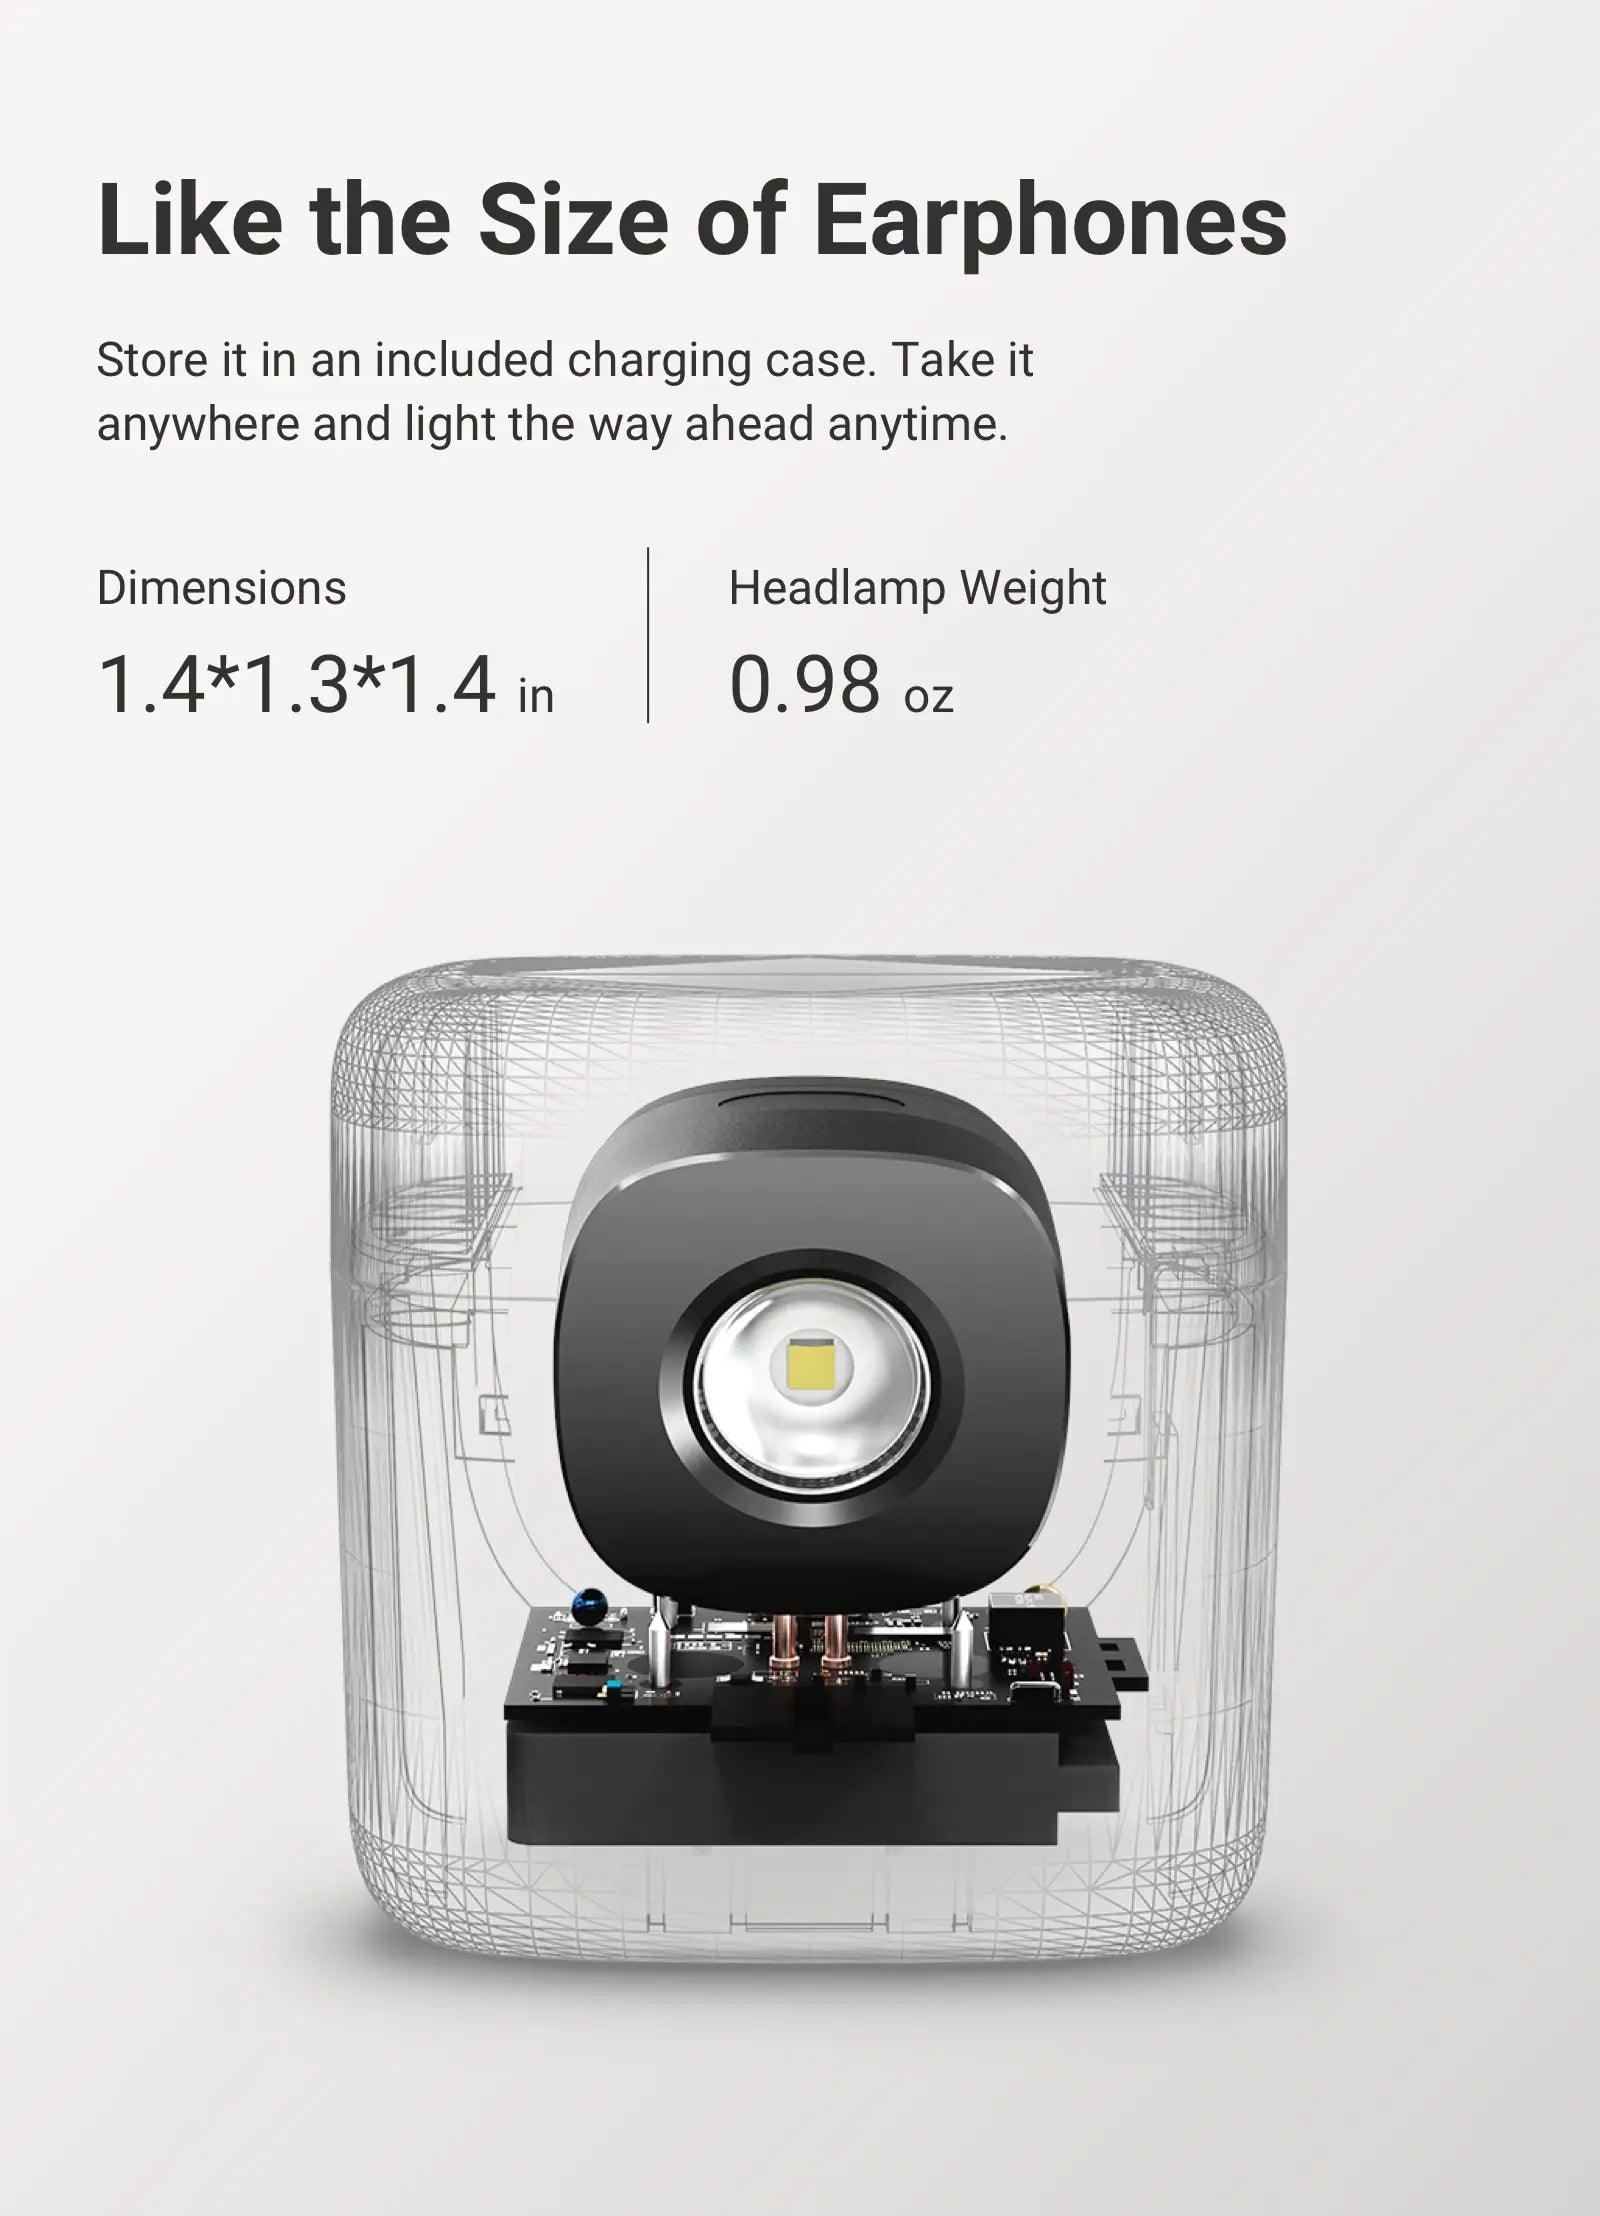 Like the Size of Earphones
Store it in an included charging case. Take it
anywhere and light the way ahead anytime.
Dimensions
1.4*1.3*1.4 in
Headlamp Weight
0.98 oz